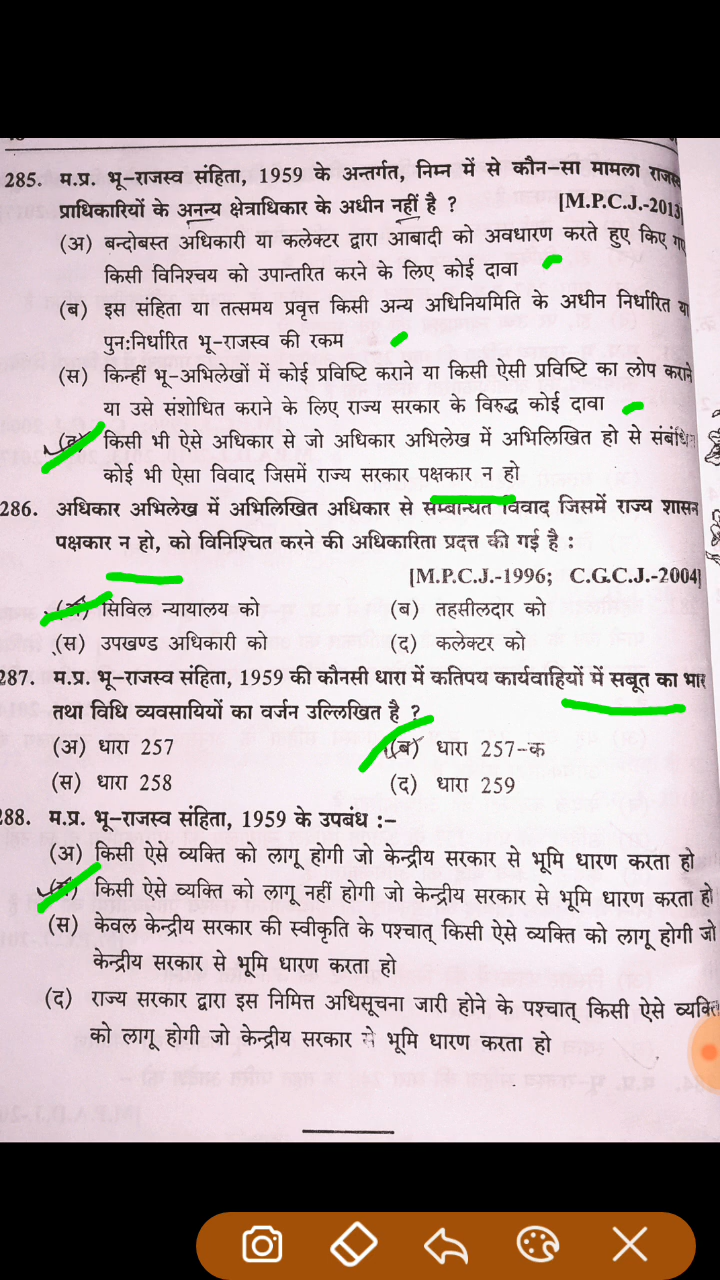 285. म.प्र. भू-राजस्व संहिता, 1959 के अन्तर्गत, निम्न में से कौन-सा मामला
प्राधिकारियों के अनन्य क्षेत्राधिकार के अधीन नहीं है ? [M.P.C.J.-2013]
(अ) बन्दोबस्त अधिकारी या कलेक्टर द्वारा आबादी को अवधारण करते हुए किए गए
किसी विनिश्चय को उपान्तरित करने के लिए कोई दावा
(ब) इस संहिता या तत्समय प्रवृत्त किसी अन्य अधिनियमिति के अधीन निर्धारित या
पुन:निर्धारित भू-राजस्व की रकम
(स) किन्हीं भू-अभिलेखों में कोई प्रविष्टि कराने या किसी ऐसी प्रविष्टि का लोप कराने
या उसे संशोधित कराने के लिए राज्य सरकार के विरुद्ध कोई दावा
(द) किसी भी ऐसे अधिकार से जो अधिकार अभिलेख में अभिलिखित हो से
कोई भी ऐसा विवाद जिसमें राज्य सरकार पक्षकार न हो
286. अधिकार अभिलेख में अभिलिखित अधिकार से सम्बन्धित विवाद जिसमें राज्य शासन
पक्षकार न हो, को विनिश्चित करने की अधिकारिता प्रदत्त की गई है :
[M.P.C.J.-1996; C.G.C.J.-2004]
(अ) सिविल न्यायालय को (ब) तहसीलदार को
(स) उपखण्ड अधिकारी को (द) कलेक्टर को
287. म.प्र. भू-राजस्व संहिता, 1959 की कौनसी धारा में कतिपय कार्यवाहियों में सबूत का भार
तथा विधि व्यवसायियों का वर्जन उल्लिखित है ?
(अ) धारा 257 (ब) धारा 257-क
(स) धारा 258 (द) धारा 259
288. म.प्र. भू-राजस्व संहिता, 1959 के उपबंध :-
(अ) किसी ऐसे व्यक्ति को लागू होगी जो केन्द्रीय सरकार से भूमि धारण करता हो
(ब) किसी ऐसे व्यक्ति को लागू नहीं होगी जो केन्द्रीय सरकार से भूमि धारण करता हो
(स) केवल केन्द्रीय सरकार की स्वीकृति के पश्चात् किसी ऐसे व्यक्ति को लागू होगी जो
केन्द्रीय सरकार से भूमि धारण करता हो
(द) राज्य सरकार द्वारा इस निमित्त अधिसूचना जारी होने के पश्चात् किसी ऐसे व्यक्ति
को लागू होगी जो केन्द्रीय सरकार से भूमि धारण करता हो